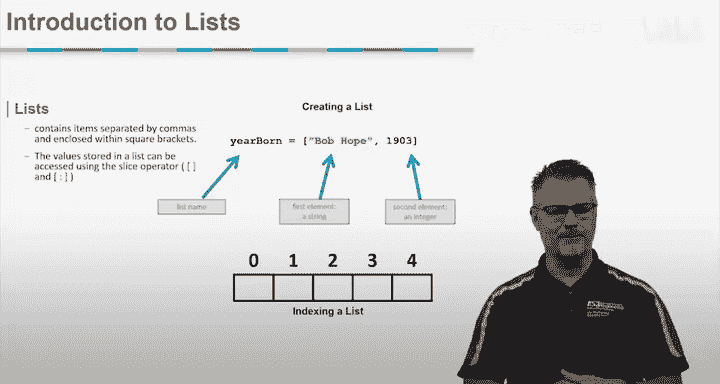 Introduction to Lists
Lists
– contains items separated by commas
and enclosed within square brackets.
– The values stored in a list can be
accessed using the slice operator ([ ]
and [ : ])
Creating a List
yearBorn = ["Bob Hope", 1903]
list name
first element:
a string
second element:
an integer
0 1 2 3 4
Indexing a List